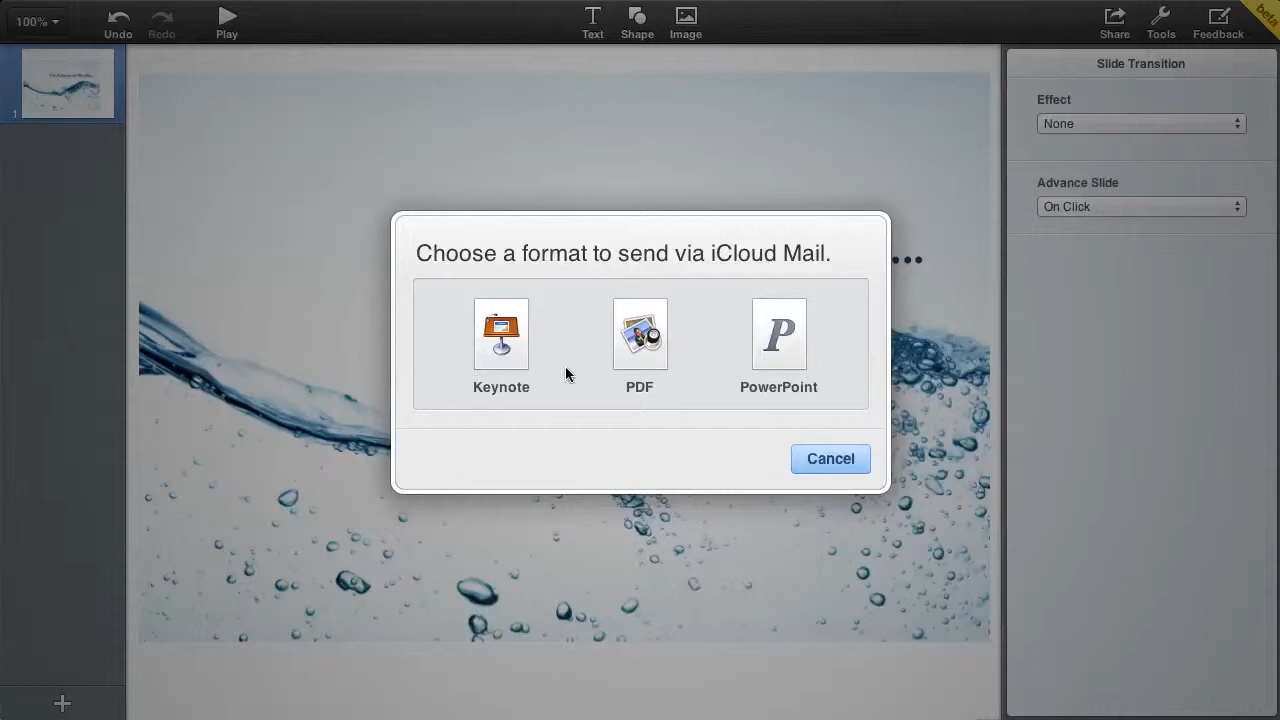 100%
Undo
Redo
Play
Text
Shape
Image
Share
Tools
Feedback
beta
1
Slide Transition
Effect
None
Advance Slide
On Click
...
Choose a format to send via iCloud Mail.
Keynote
PDF
P
PowerPoint
Cancel